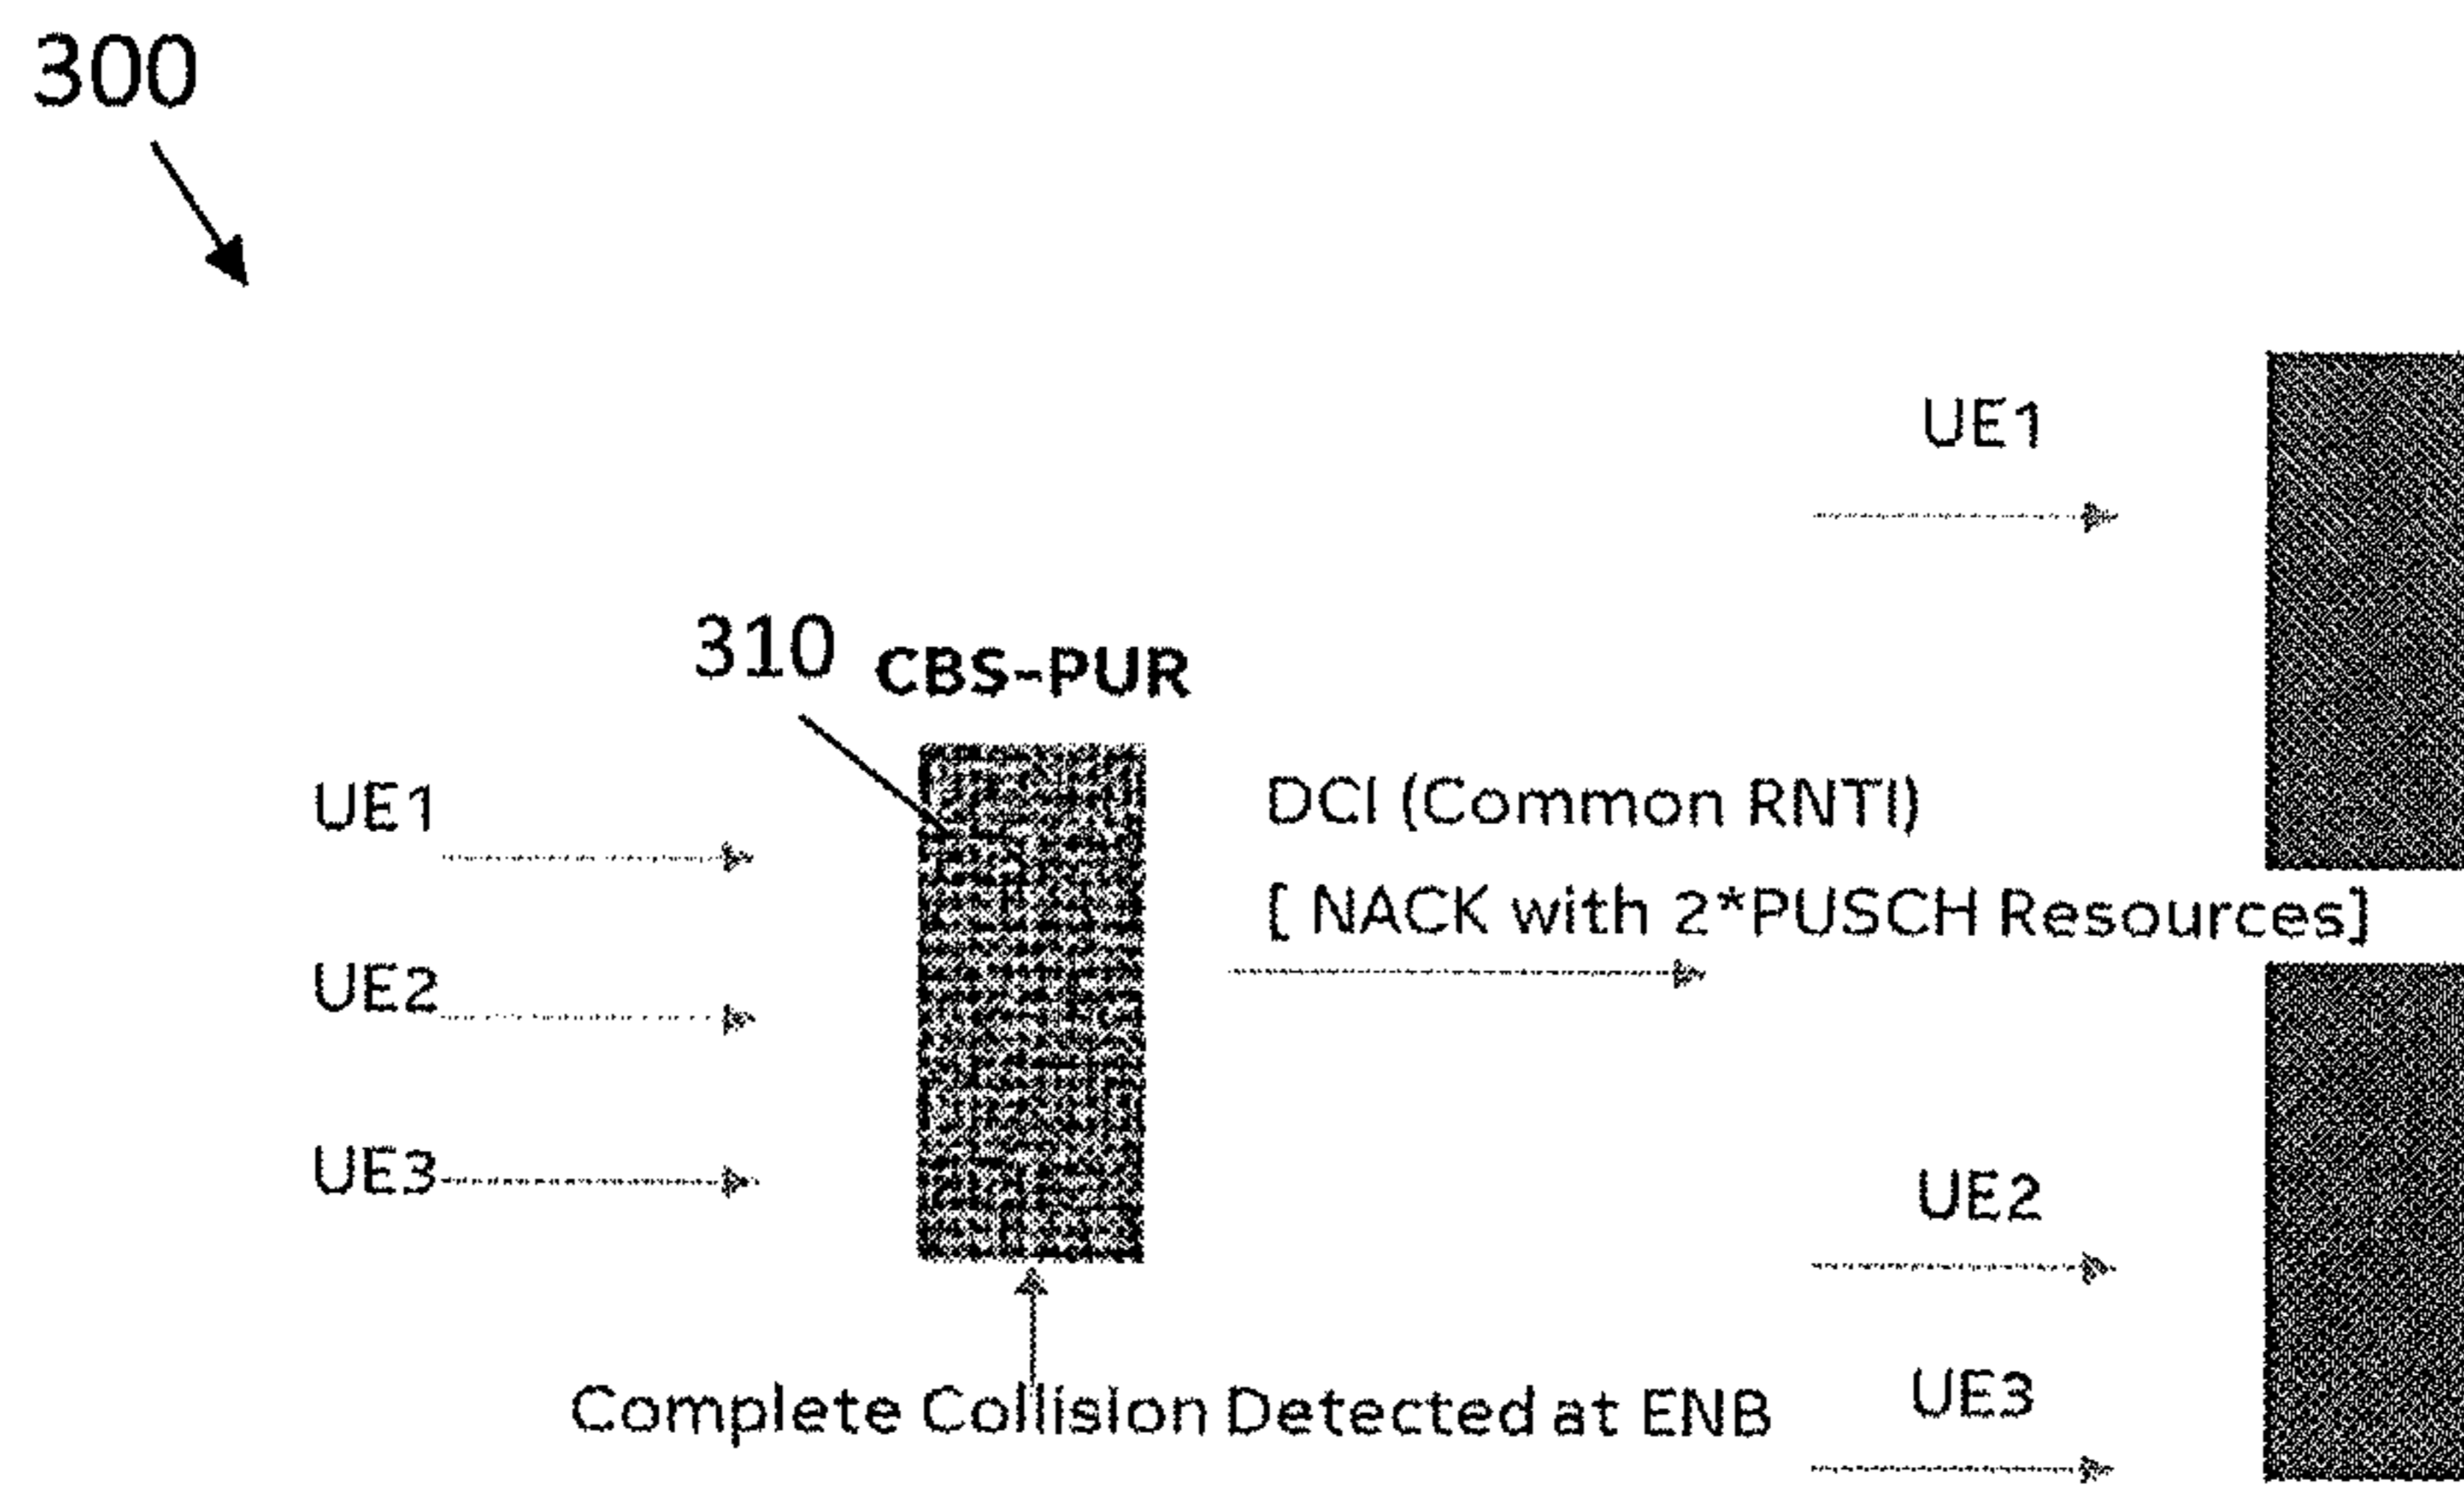 300
UE1
310 CBS-PUR
UE1
DCI (Common RNTI)
[ NACK with 2*PUSCH Resources]
UE2
UE3
UE2
Complete Collision Detected at ENB
UE3